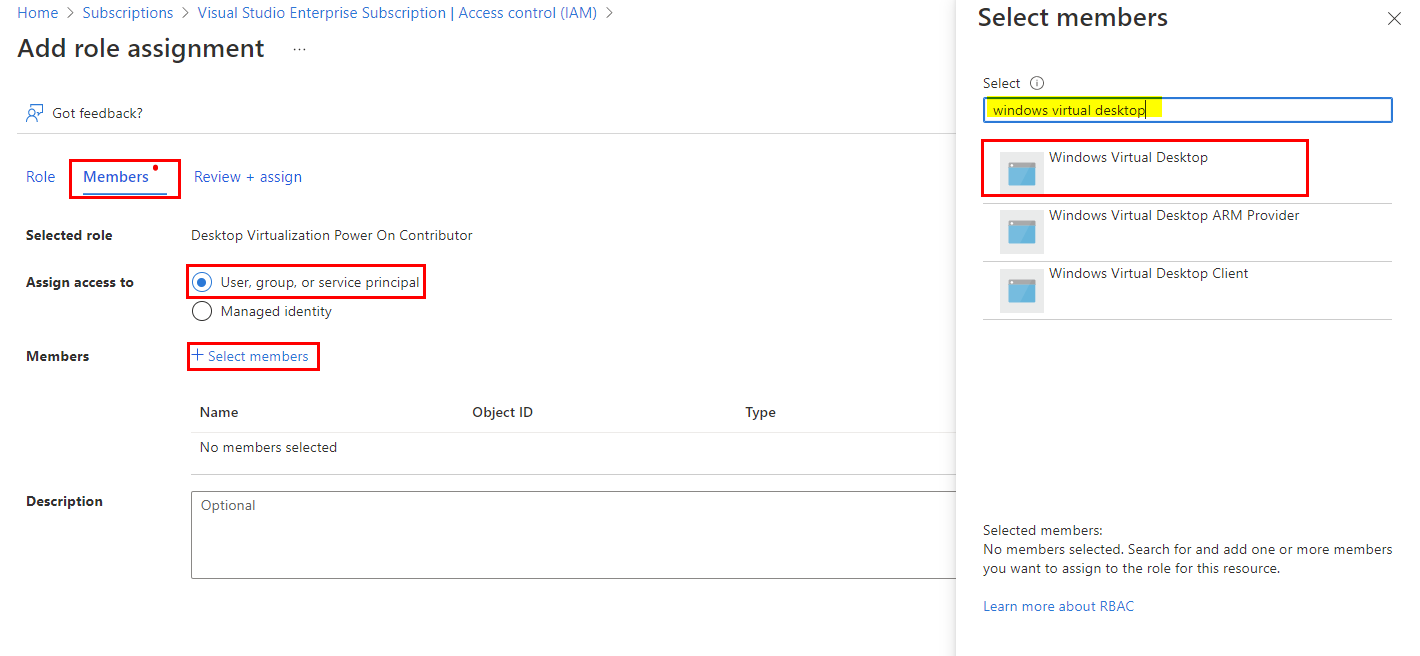 Home > Subscriptions > Visual Studio Enterprise Subscription | Access control (IAM) >
Add role assignment ...
Got feedback?
Role Members Review + assign
Selected role Desktop Virtualization Power On Contributor
Assign access to User, group, or service principal
Managed identity
Members + Select members
Name Object ID Type
No members selected
Description Optional
Select members
Select
windows virtual desktop
Windows Virtual Desktop
Windows Virtual Desktop ARM Provider
Windows Virtual Desktop Client
Selected members:
No members selected. Search for and add one or more members
you want to assign to the role for this resource.
Learn more about RBAC